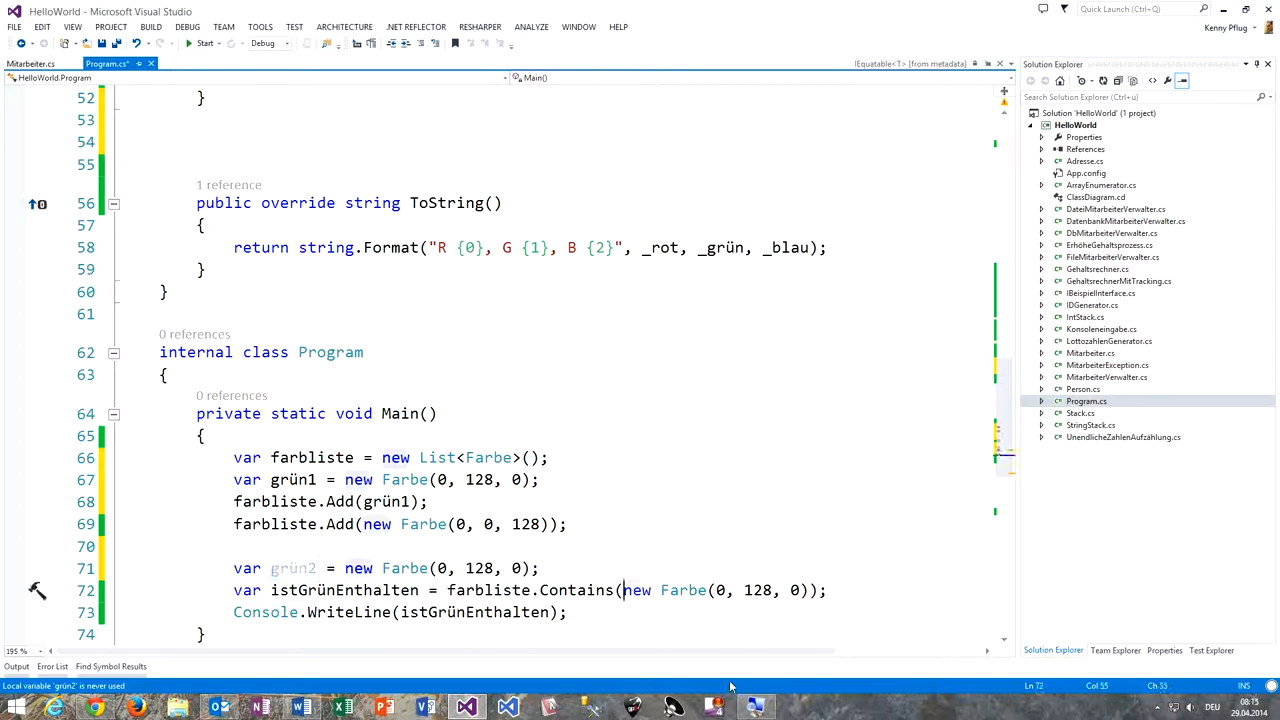 HelloWorld - Microsoft Visual Studio
Quick Launch (Ctrl+Q)
FILE EDIT VIEW PROJECT BUILD DEBUG TEAM TOOLS TEST ARCHITECTURE .NET REFLECTOR RESHARPER ANALYZE WINDOW HELP
Kenny Pflug
Start Debug
Mitarbeiter.cs Program.cs* IEquatable<T> [from metadata]
HelloWorld.Program Main()
52 }
53
54
55
1 reference
56 public override string ToString()
57 {
58 return string.Format("R {0}, G {1}, B {2}", _rot, _grün, _blau);
59 }
60 }
61
0 references
62 internal class Program
63 {
0 references
64 private static void Main()
65 {
66 var farbliste = new List<Farbe>();
67 var grün1 = new Farbe(0, 128, 0);
68 farbliste.Add(grün1);
69 farbliste.Add(new Farbe(0, 0, 128));
70
71 var grün2 = new Farbe(0, 128, 0);
72 var istGrünEnthalten = farbliste.Contains(new Farbe(0, 128, 0));
73 Console.WriteLine(istGrünEnthalten);
74 }
195 %
Solution Explorer
Search Solution Explorer (Ctrl+ü)
Solution 'HelloWorld' (1 project)
HelloWorld
Properties
References
Adresse.cs
App.config
ArrayEnumerator.cs
ClassDiagram.cd
DateiMitarbeiterVerwalter.cs
DatenbankMitarbeiterVerwalter.cs
DbMitarbeiterVerwalter.cs
ErhöheGehaltsprozess.cs
FileMitarbeiterVerwalter.cs
Gehaltsrechner.cs
GehaltsrechnerMitTracking.cs
IBeispielInterface.cs
IDGenerator.cs
IntStack.cs
Konsoleneingabe.cs
LottozahlenGenerator.cs
Mitarbeiter.cs
MitarbeiterException.cs
MitarbeiterVerwalter.cs
Person.cs
Program.cs
Stack.cs
StringStack.cs
UnendlicheZahlenAufzählung.cs
Solution Explorer Team Explorer Properties Test Explorer
Output Error List Find Symbol Results
Local variable 'grün2' is never used Ln 72 Col 55 Ch 55 INS
DEU 08:15
29.04.2014